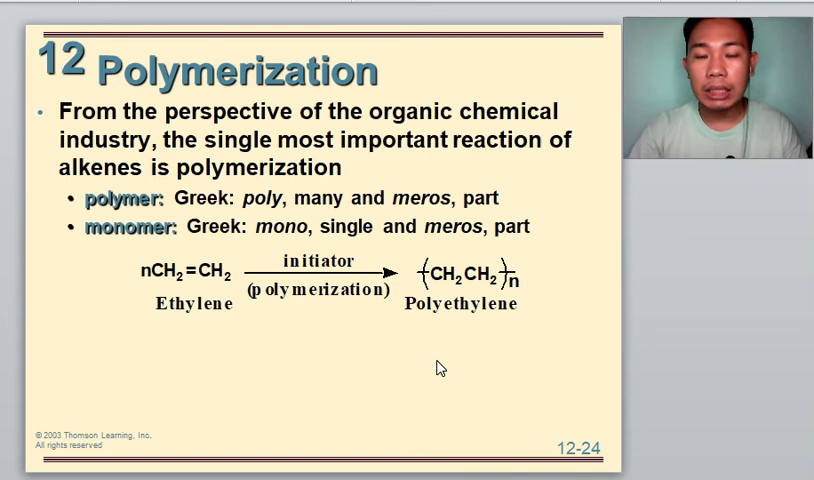 12 Polymerization
• From the perspective of the organic chemical
industry, the single most important reaction of
alkenes is polymerization
• polymer: Greek: poly, many and meros, part
• monomer: Greek: mono, single and meros, part
initiator
nCH₂=CH₂ (CH₂CH₂)n
(polymerization)
Ethylene Polyethylene
© 2003 Thomson Learning, Inc.
All rights reserved
12-24